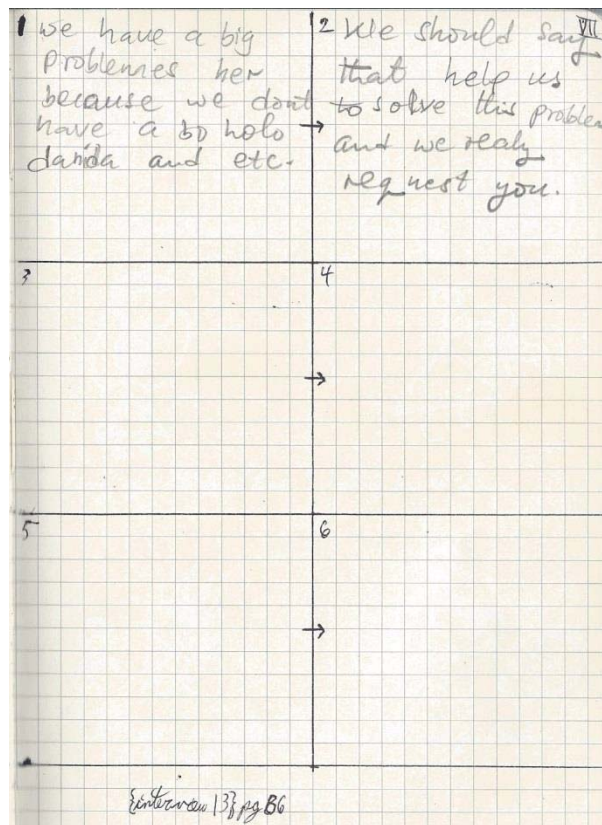 1 we have a big
problemes her
because we dont
have a bo holo
danda and etc.
2 We should say
that help us
to solve this problem
and we realy
request you.
VII
3
4
5
6
{interview 13} pg 86